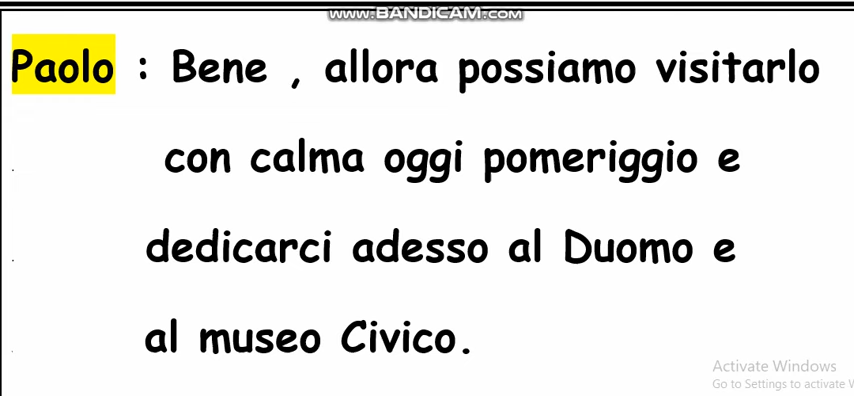 www.BANDICAM.com
Paolo : Bene , allora possiamo visitarlo
con calma oggi pomeriggio e
dedicarci adesso al Duomo e
al museo Civico.
Activate Windows
Go to Settings to activate W